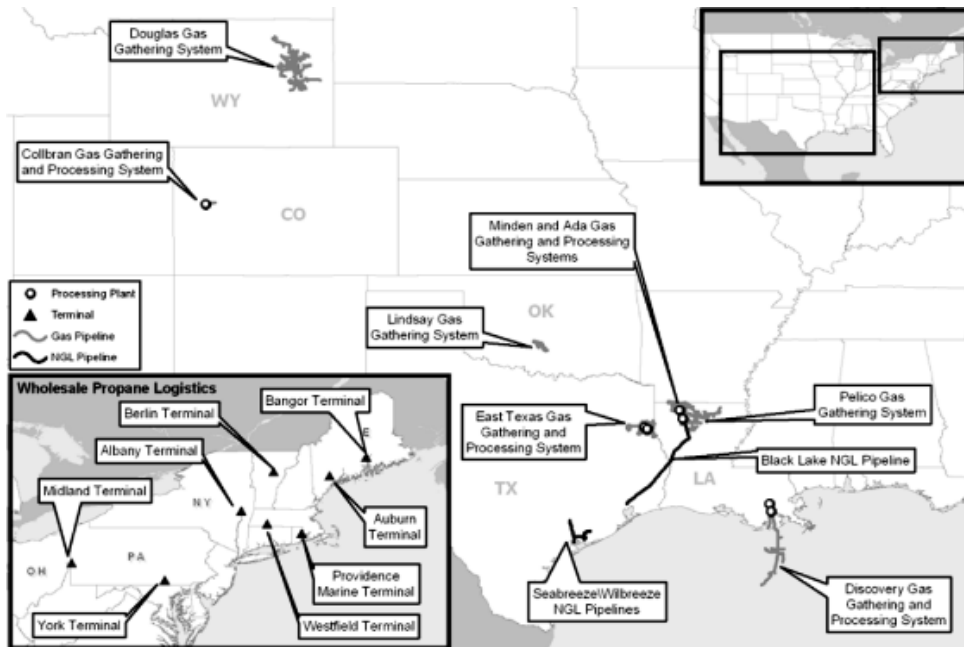 Douglas Gas
Gathering System
WY
Collbran Gas Gathering
and Processing System
CO
Minden and Ada Gas
Gathering and Processing
Systems
Processing Plant
Terminal
Gas Pipeline
NGL Pipeline
OK
Lindsay Gas
Gathering System
Pelico Gas
Gathering System
East Texas Gas
Gathering and
Processing System
Black Lake NGL Pipeline
TX
LA
Seabreeze\Wilbreeze
NGL Pipelines
Discovery Gas
Gathering and
Processing System
Wholesale Propane Logistics
Bangor Terminal
Berlin Terminal
E
Albany Terminal
Midland Terminal
NY
Auburn
Terminal
PA
OH
Providence
Marine Terminal
York Terminal
Westfield Terminal